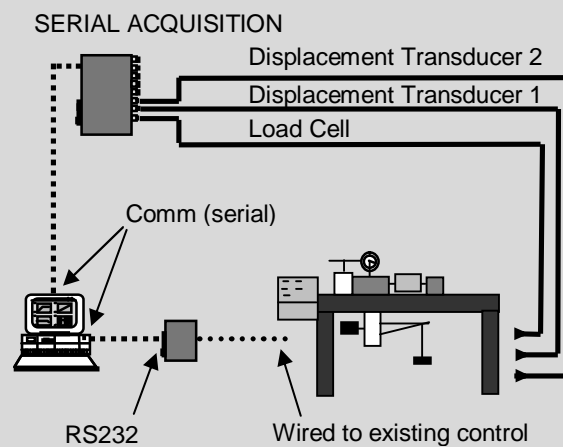 SERIAL ACQUISITION
Displacement Transducer 2
Displacement Transducer 1
Load Cell
Comm (serial)
RS232
Wired to existing control